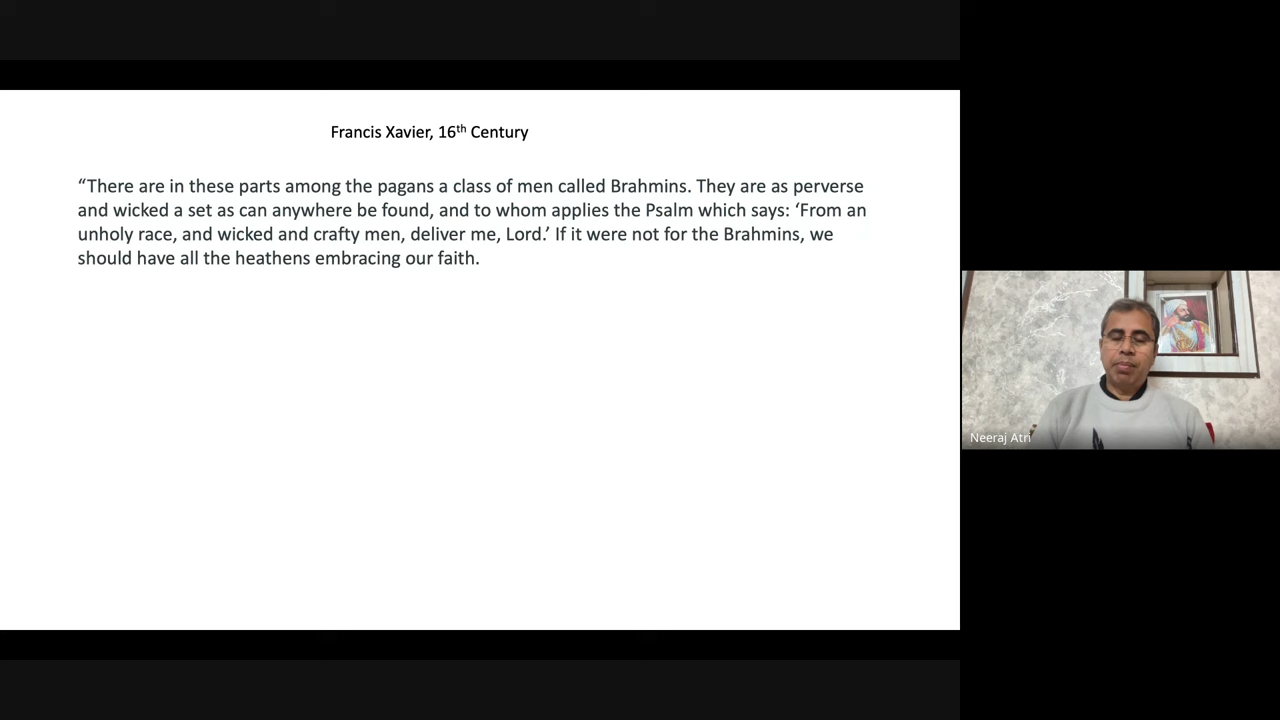 Francis Xavier, 16th Century
“There are in these parts among the pagans a class of men called Brahmins. They are as perverse
and wicked a set as can anywhere be found, and to whom applies the Psalm which says: ‘From an
unholy race, and wicked and crafty men, deliver me, Lord.’ If it were not for the Brahmins, we
should have all the heathens embracing our faith.
Neeraj Atri